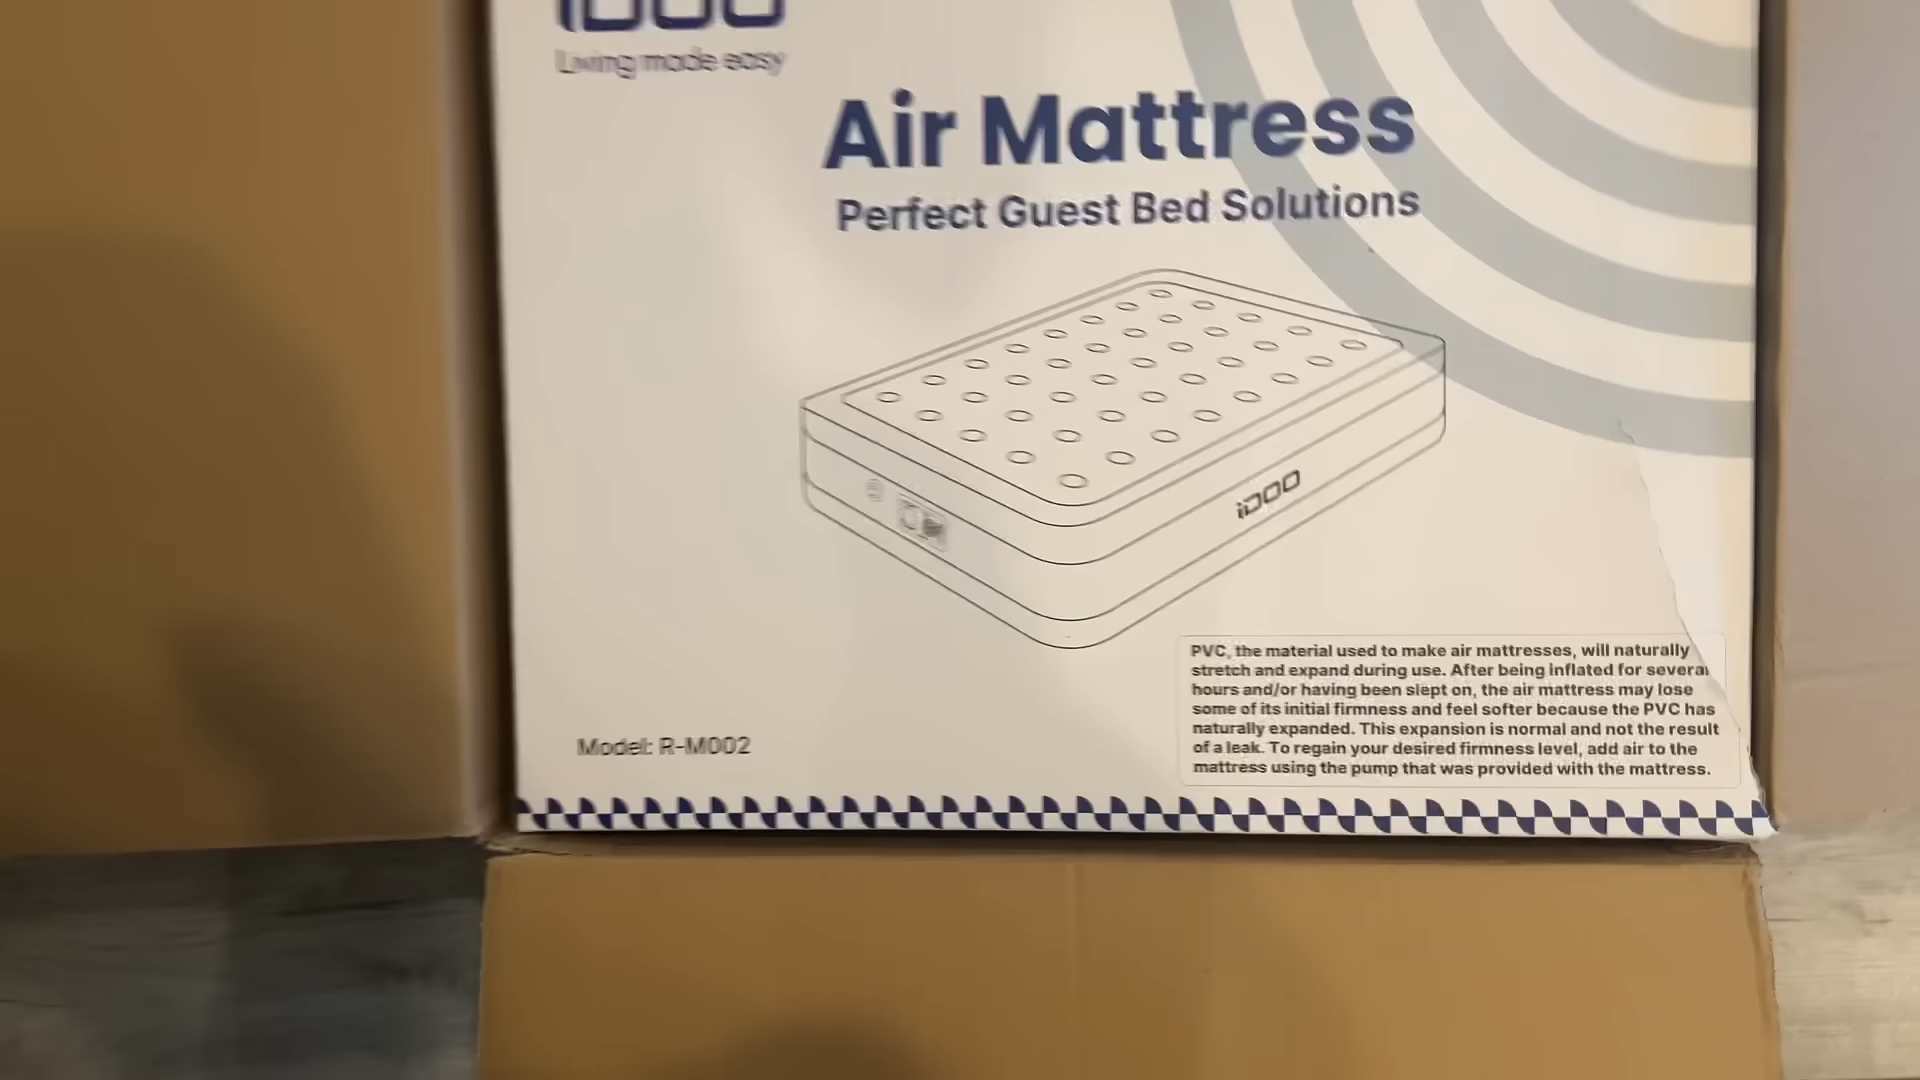 iDOO
Living made easy
Air Mattress
Perfect Guest Bed Solutions
iDOO
PVC, the material used to make air mattresses, will naturally
stretch and expand during use. After being inflated for several
hours and/or having been slept on, the air mattress may lose
some of its initial firmness and feel softer because the PVC has
naturally expanded. This expansion is normal and not the result
of a leak. To regain your desired firmness level, add air to the
mattress using the pump that was provided with the mattress.
Model: R-M002